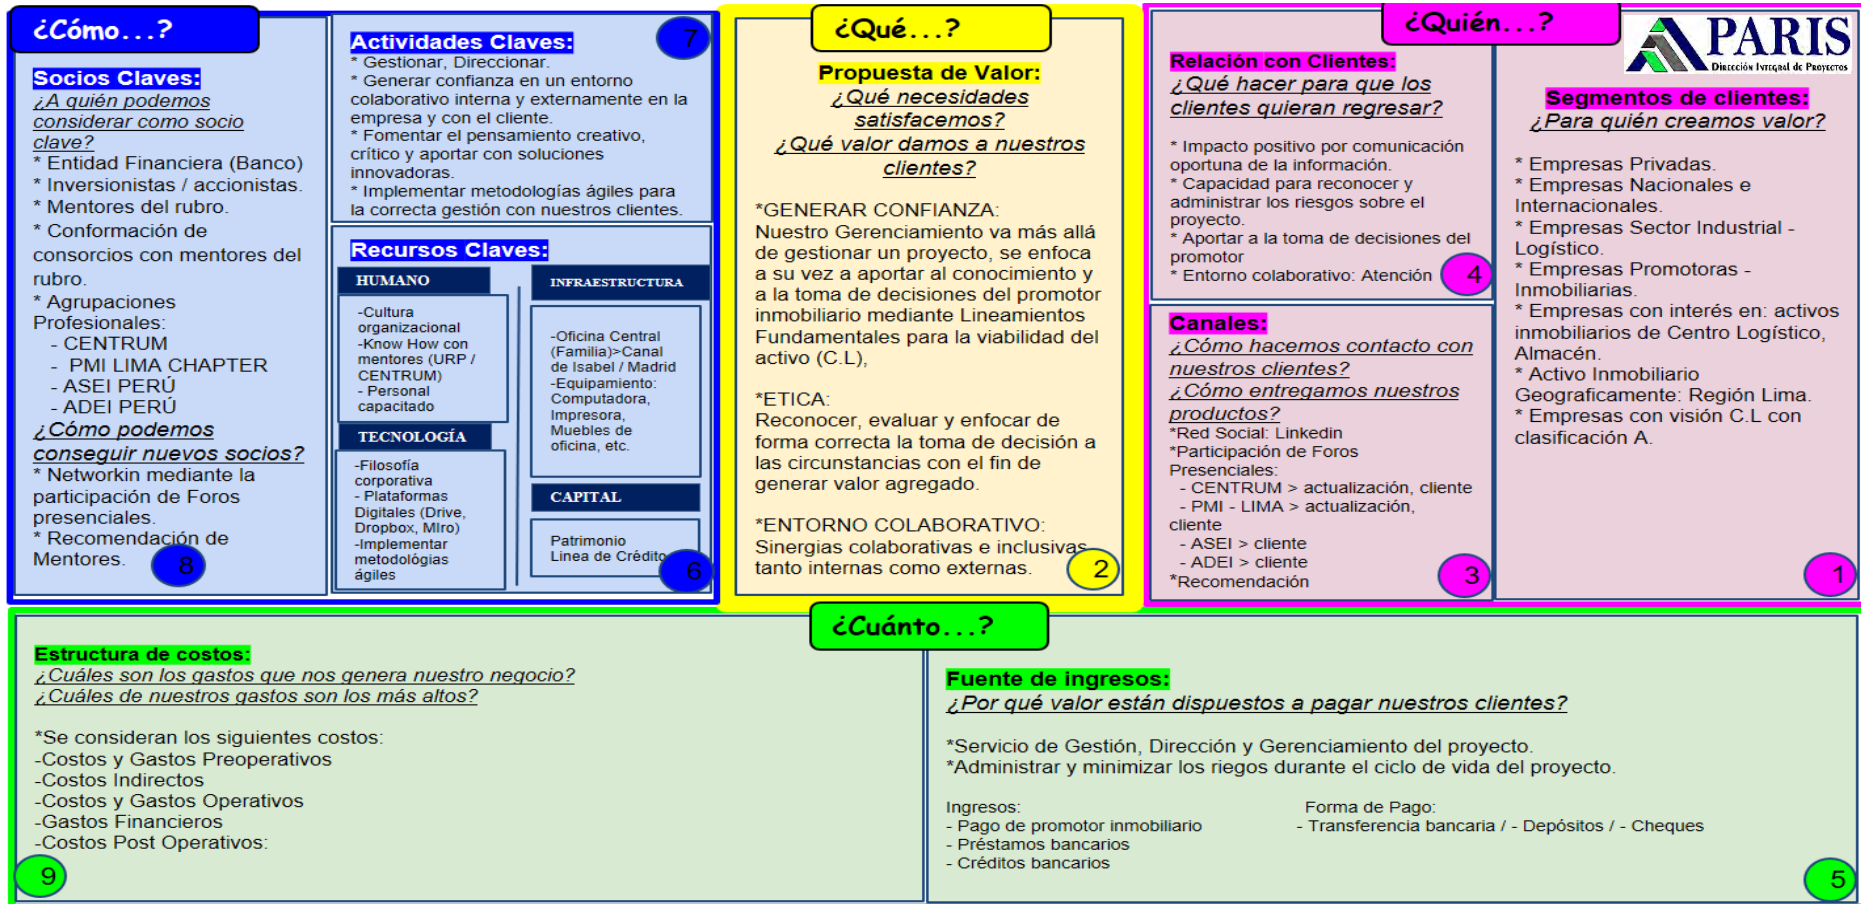 ¿Cómo...?
Socios Claves:
¿A quién podemos
considerar como socio
clave?
* Entidad Financiera (Banco)
* Inversionistas / accionistas.
* Mentores del rubro.
* Conformación de
consorcios con mentores del
rubro.
* Agrupaciones
Profesionales:
- CENTRUM
- PMI LIMA CHAPTER
- ASEI PERÚ
- ADEI PERÚ
¿Cómo podemos
conseguir nuevos socios?
* Networkin mediante la
participación de Foros
presenciales.
* Recomendación de
Mentores.
8
Actividades Claves:
7
* Gestionar, Direccionar.
* Generar confianza en un entorno
colaborativo interna y externamente en la
empresa y con el cliente.
* Fomentar el pensamiento creativo,
crítico y aportar con soluciones
innovadoras.
* Implementar metodologías ágiles para
la correcta gestión con nuestros clientes.
Recursos Claves:
HUMANO
-Cultura
organizacional
-Know How con
mentores (URP /
CENTRUM)
- Personal
capacitado
TECNOLOGÍA
-Filosofía
corporativa
- Plataformas
Digitales (Drive,
Dropbox, MIro)
-Implementar
metodológias
ágiles
INFRAESTRUCTURA
-Oficina Central
(Familia)>Canal
de Isabel / Madrid
-Equipamiento:
Computadora,
Impresora,
Muebles de
oficina, etc.
CAPITAL
Patrimonio
Linea de Crédito
6
¿Qué...?
Propuesta de Valor:
¿Qué necesidades
satisfacemos?
¿Qué valor damos a nuestros
clientes?
*GENERAR CONFIANZA:
Nuestro Gerenciamiento va más allá
de gestionar un proyecto, se enfoca
a su vez a aportar al conocimiento y
a la toma de decisiones del promotor
inmobiliario mediante Lineamientos
Fundamentales para la viabilidad del
activo (C.L),
*ETICA:
Reconocer, evaluar y enfocar de
forma correcta la toma de decisión a
las circunstancias con el fin de
generar valor agregado.
*ENTORNO COLABORATIVO:
Sinergias colaborativas e inclusivas
tanto internas como externas.
2
¿Quién...?
Relación con Clientes:
¿Qué hacer para que los
clientes quieran regresar?
* Impacto positivo por comunicación
oportuna de la información.
* Capacidad para reconocer y
administrar los riesgos sobre el
proyecto.
* Aportar a la toma de decisiones del
promotor
* Entorno colaborativo: Atención
4
Canales:
¿Cómo hacemos contacto con
nuestros clientes?
¿Cómo entregamos nuestros
productos?
*Red Social: Linkedin
*Participación de Foros
Presenciales:
- CENTRUM > actualización, cliente
- PMI - LIMA > actualización,
cliente
- ASEI > cliente
- ADEI > cliente
*Recomendación
3
PARIS
Dirección Integral de Proyectos
Segmentos de clientes:
¿Para quién creamos valor?
* Empresas Privadas.
* Empresas Nacionales e
Internacionales.
* Empresas Sector Industrial -
Logístico.
* Empresas Promotoras -
Inmobiliarias.
* Empresas con interés en: activos
inmobiliarios de Centro Logístico,
Almacén.
* Activo Inmobiliario
Geograficamente: Región Lima.
* Empresas con visión C.L con
clasificación A.
1
¿Cuánto...?
Estructura de costos:
¿Cuáles son los gastos que nos genera nuestro negocio?
¿Cuáles de nuestros gastos son los más altos?
*Se consideran los siguientes costos:
-Costos y Gastos Preoperativos
-Costos Indirectos
-Costos y Gastos Operativos
-Gastos Financieros
-Costos Post Operativos:
9
Fuente de ingresos:
¿Por qué valor están dispuestos a pagar nuestros clientes?
*Servicio de Gestión, Dirección y Gerenciamiento del proyecto.
*Administrar y minimizar los riegos durante el ciclo de vida del proyecto.
Ingresos:
- Pago de promotor inmobiliario
- Préstamos bancarios
- Créditos bancarios
Forma de Pago:
- Transferencia bancaria / - Depósitos / - Cheques
5